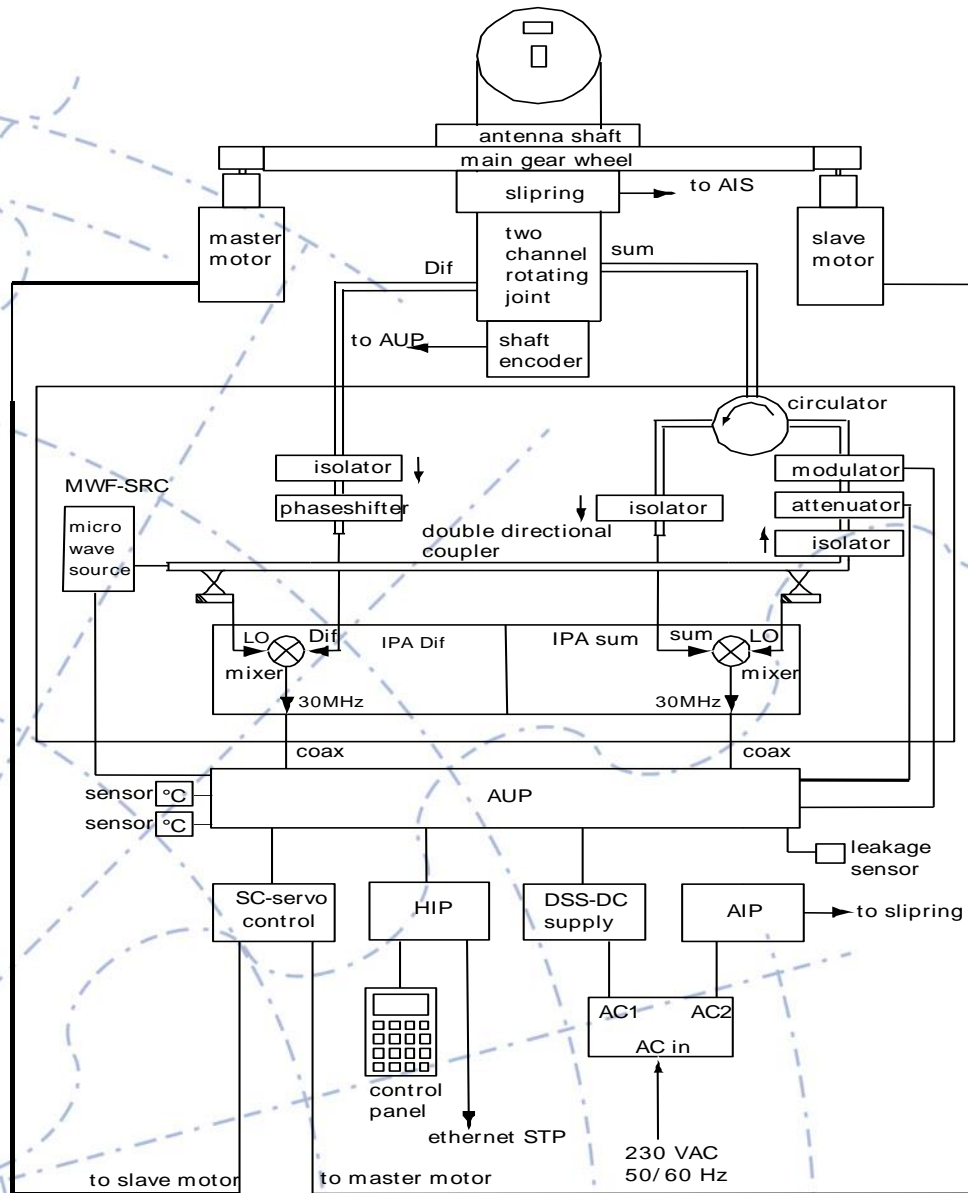 antenna shaft
main gear wheel
slipring
to AIS
master
motor
two
channel
rotating
joint
sum
slave
motor
Dif
to AUP
shaft
encoder
circulator
isolator
modulator
MWF-SRC
phaseshifter
isolator
attenuator
micro
wave
source
double directional
coupler
isolator
LO
Dif
IPA Dif
IPA sum
sum
LO
mixer
mixer
30MHz
30MHz
coax
coax
sensor
°C
AUP
sensor
°C
leakage
sensor
SC-servo
control
HIP
DSS-DC
supply
AIP
to slipring
AC1
AC2
AC in
control
panel
ethernet STP
230 VAC
50/60 Hz
to slave motor
to master motor